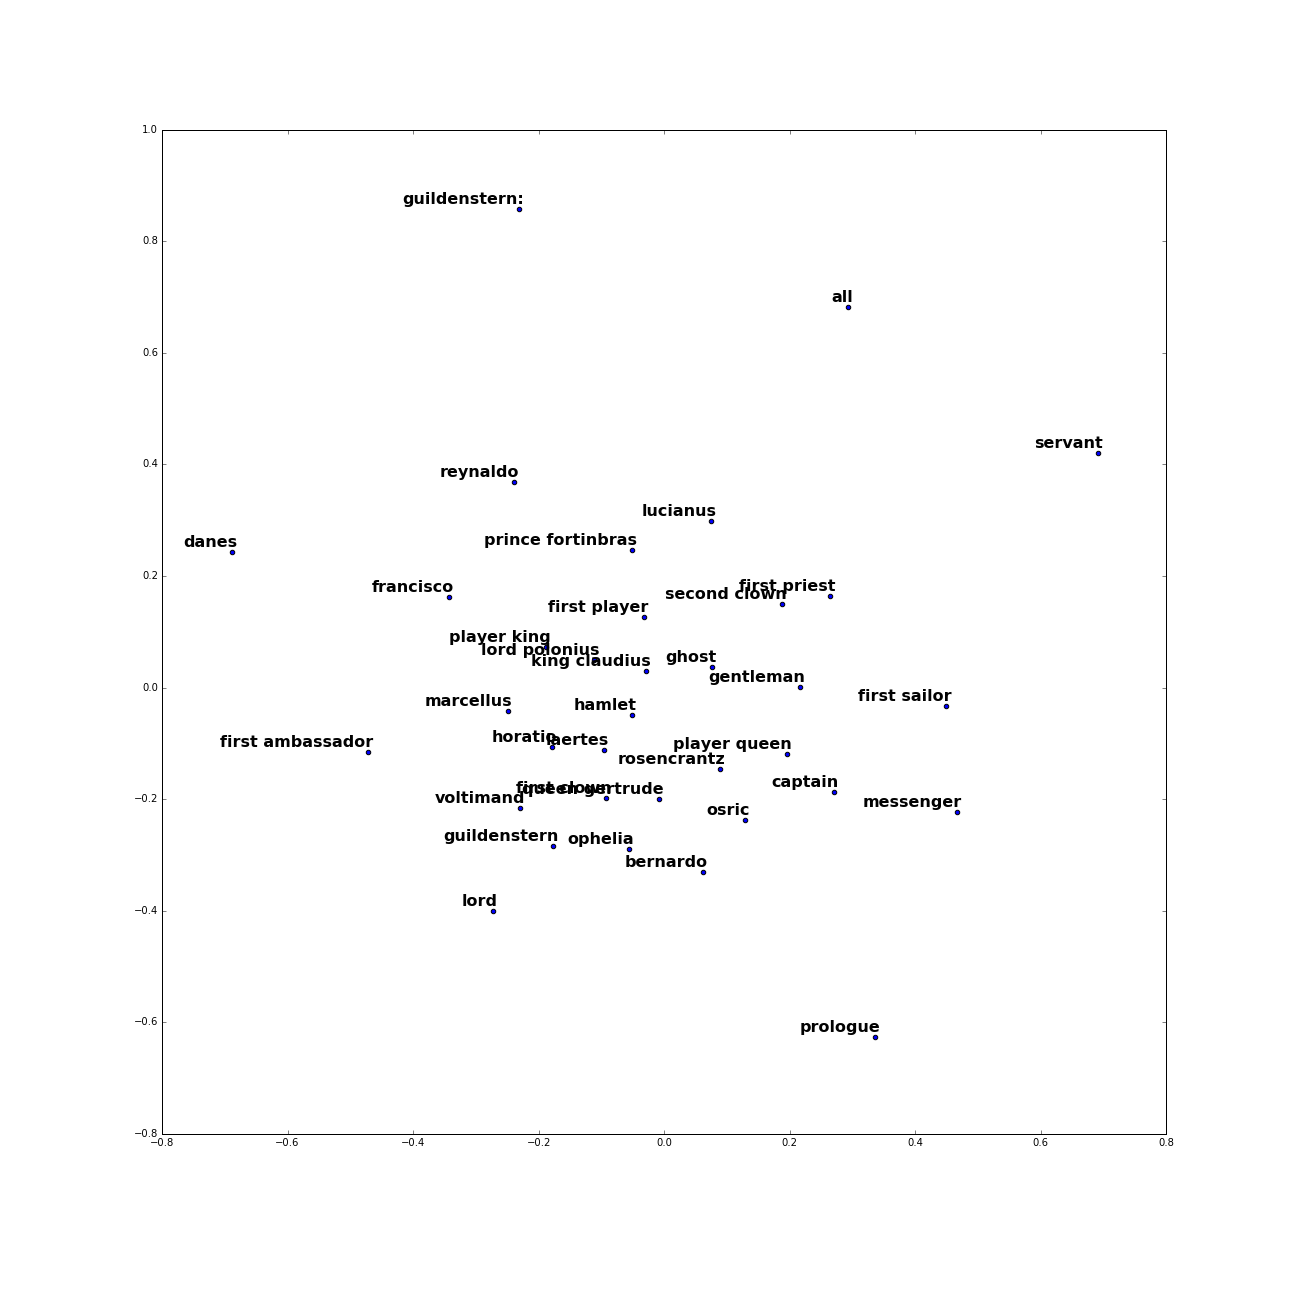 1.0
guildenstern:
0.8
all
0.6
servant
0.4
reynaldo
lucianus
prince fortinbras
danes
0.2
francisco
first priest
second clown
first player
player king
lord polonius
king claudius
ghost
gentleman
0.0
first sailor
marcellus
hamlet
horatio
laertes
first ambassador
player queen
rosencrantz
captain
first clown
queen gertrude
−0.2
voltimand
messenger
osric
guildenstern
ophelia
bernardo
lord
−0.4
−0.6
prologue
−0.8
−0.8 −0.6 −0.4 −0.2 0.0 0.2 0.4 0.6 0.8